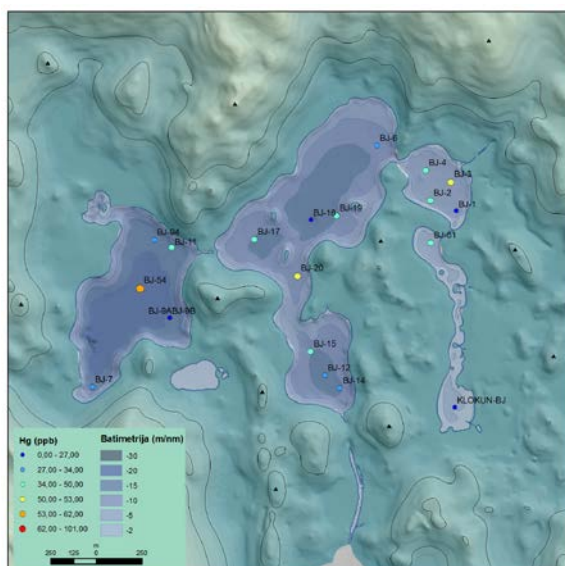 BJ-6
BJ-4
BJ-3
BJ-2
BJ-1
BJ-18
BJ-19
BJ-17
BJ-94
BJ-11
BJ-61
BJ-20
BJ-54
BJ-9ABJ-9B
BJ-15
BJ-12
BJ-14
BJ-7
KLOKUN-BJ
Hg (ppb)
0,00 - 27,00
27,00 - 34,00
34,00 - 50,00
50,00 - 53,00
53,00 - 62,00
62,00 - 101,00
Batimetrija (m/nm)
-30
-20
-15
-10
-5
-2
m
250 125 0 250